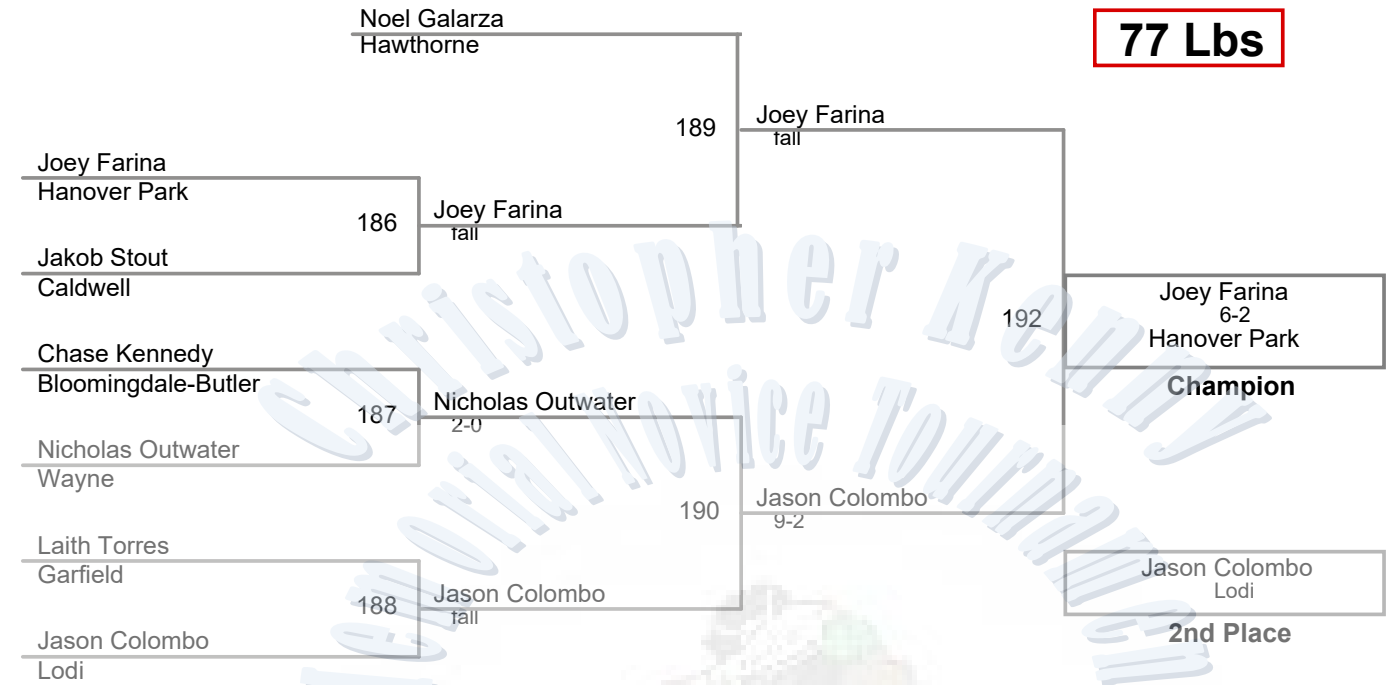 Noel Galarza
Hawthorne
77 Lbs
189
Joey Farina
fall
Joey Farina
Hanover Park
186
Joey Farina
fall
Jakob Stout
Caldwell
192
Joey Farina
6-2
Hanover Park
Champion
Chase Kennedy
Bloomingdale-Butler
187
Nicholas Outwater
2-0
Nicholas Outwater
Wayne
190
Jason Colombo
9-2
Laith Torres
Garfield
188
Jason Colombo
fall
Jason Colombo
Lodi
2nd Place
Jason Colombo
Lodi
Christopher Kenny
emorial Novice Tournamen